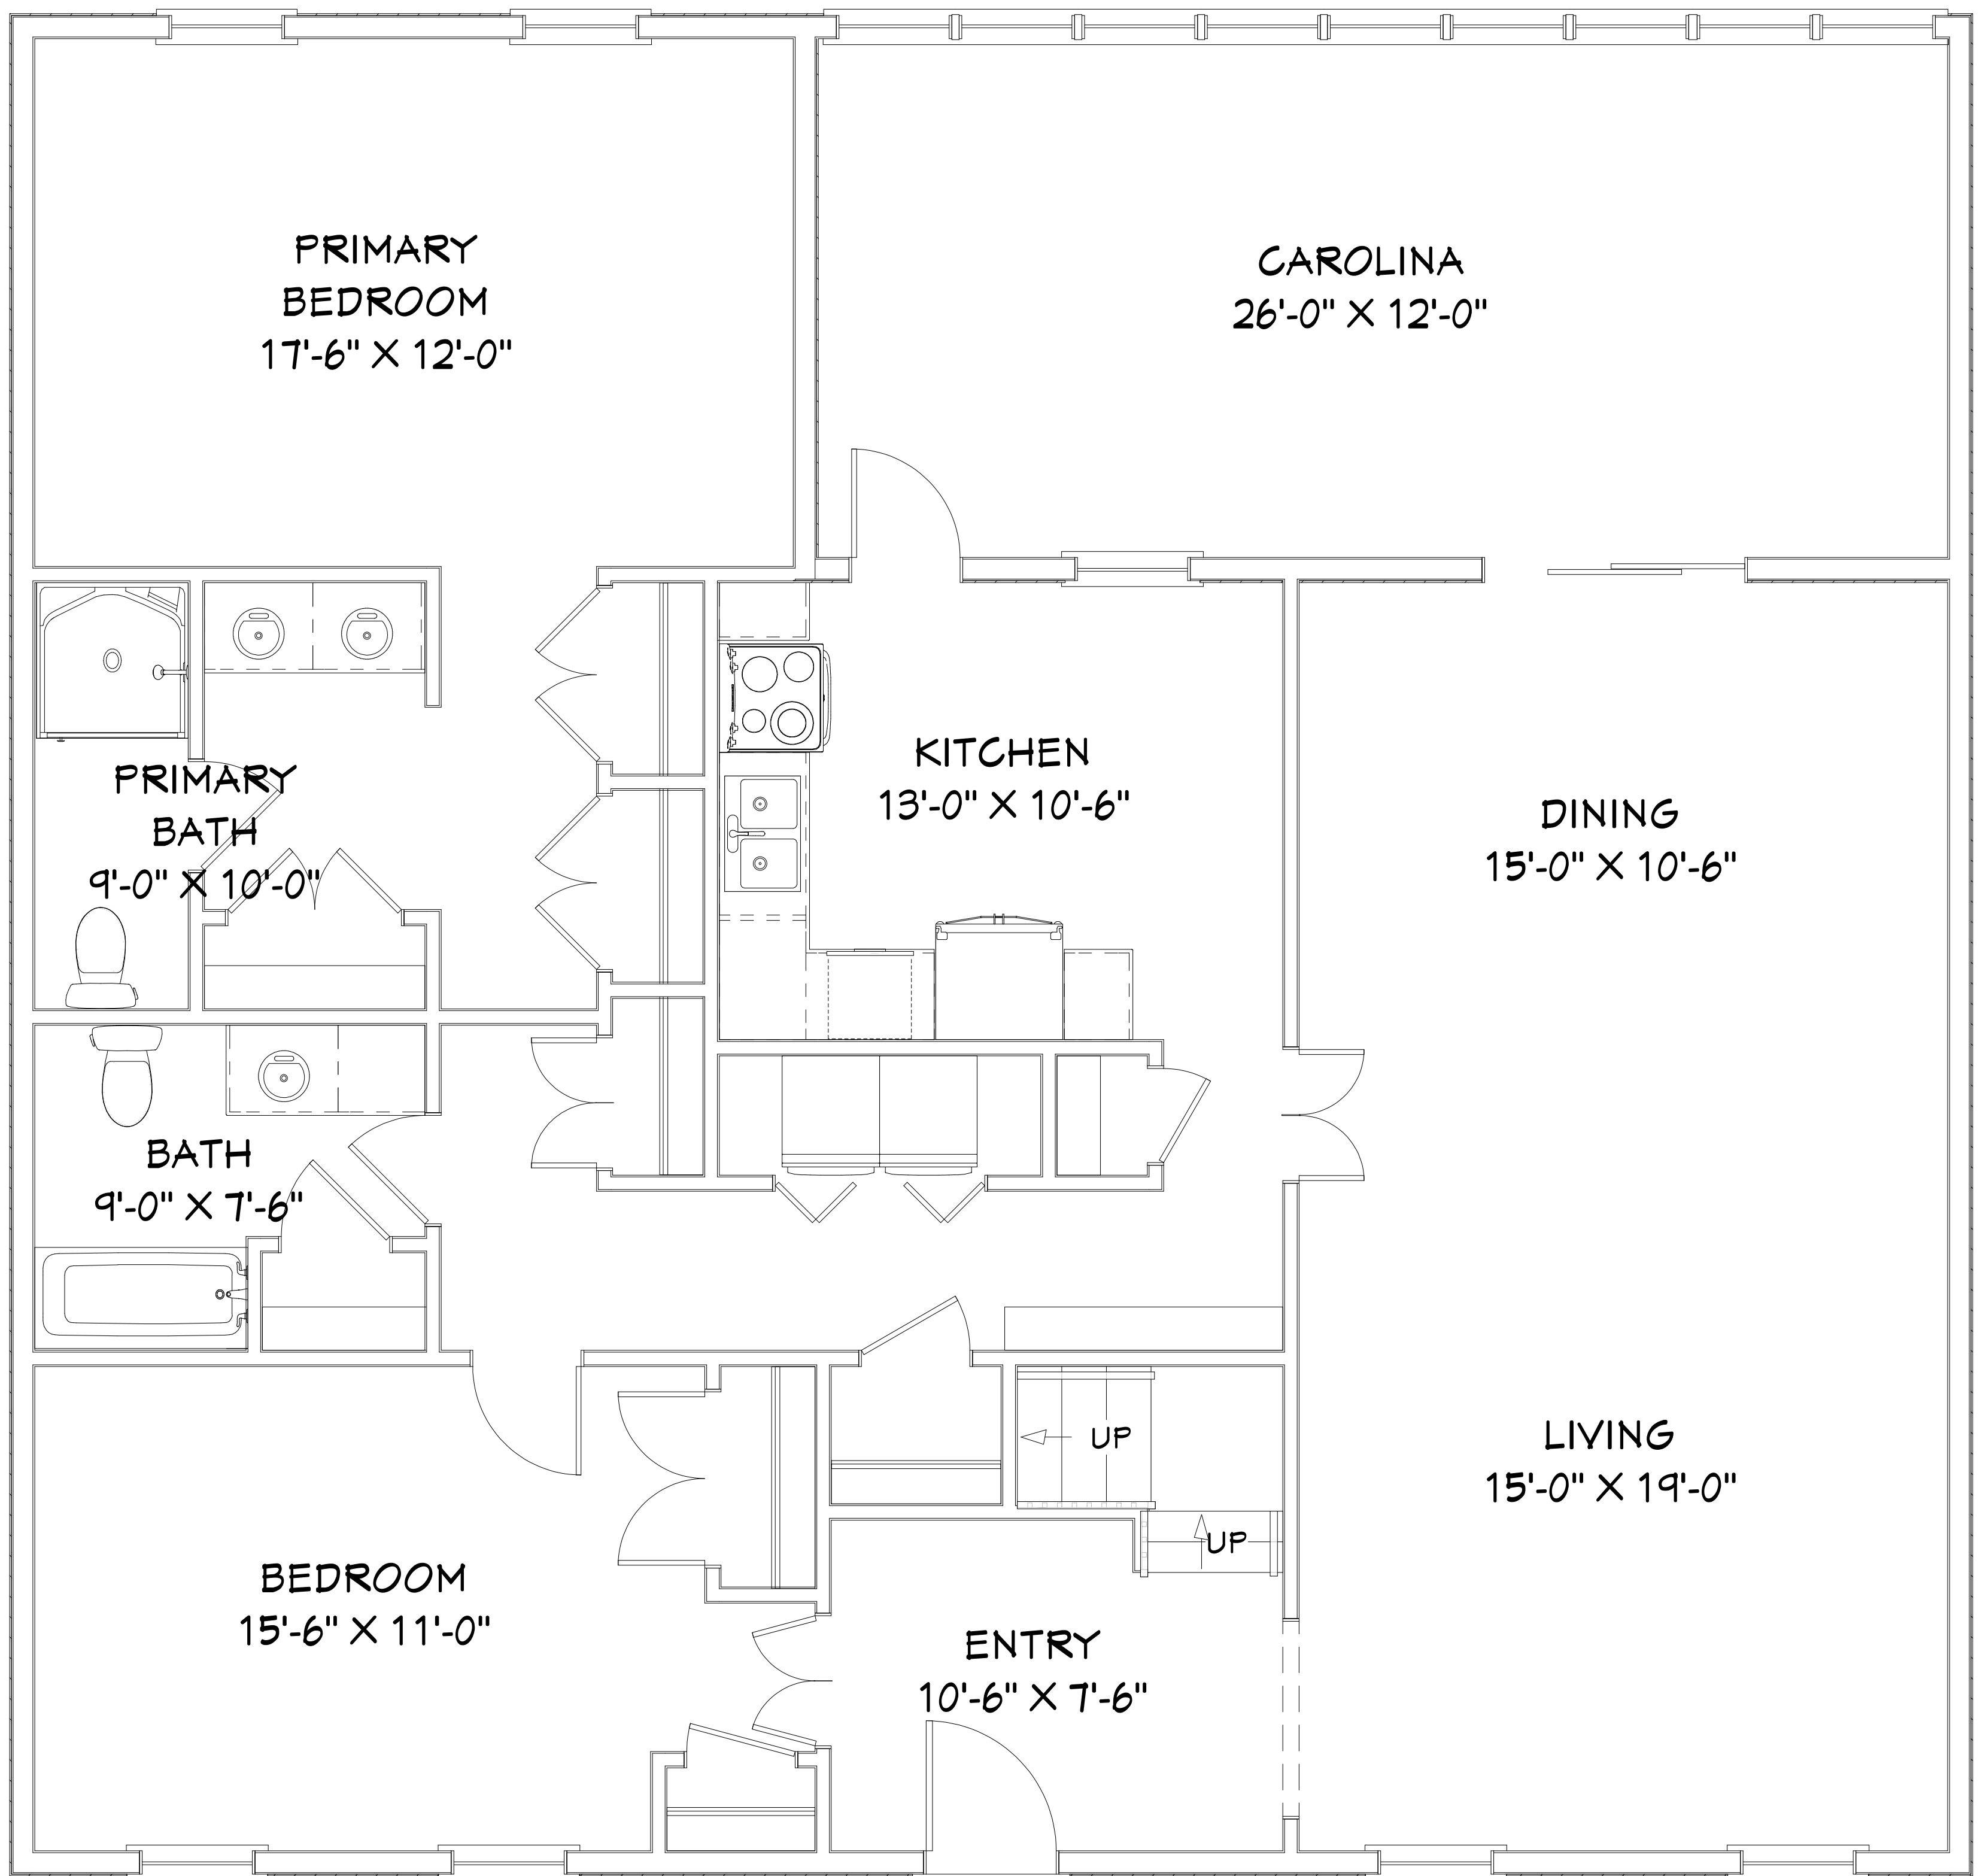 PRIMARY
BEDROOM
17'-6" X 12'-0"
CAROLINA
26'-0" X 12'-0"
PRIMARY
BATH
9'-0" X 10'-0"
KITCHEN
13'-0" X 10'-6"
DINING
15'-0" X 10'-6"
BATH
9'-0" X 7'-6"
UP
LIVING
15'-0" X 19'-0"
UP
BEDROOM
15'-6" X 11'-0"
ENTRY
10'-6" X 7'-6"